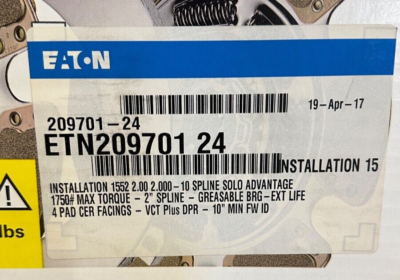 EATON
19-Apr-17
209701-24
ETN209701 24
INSTALLATION 15
INSTALLATION 1552 2.00 2.000-10 SPLINE SOLO ADVANTAGE
1750# MAX TORQUE - 2" SPLINE - GREASABLE BRG-EXT LIFE
4 PAD CER FACINGS - VCT Plus DPR - 10" MIN FW ID
lbs